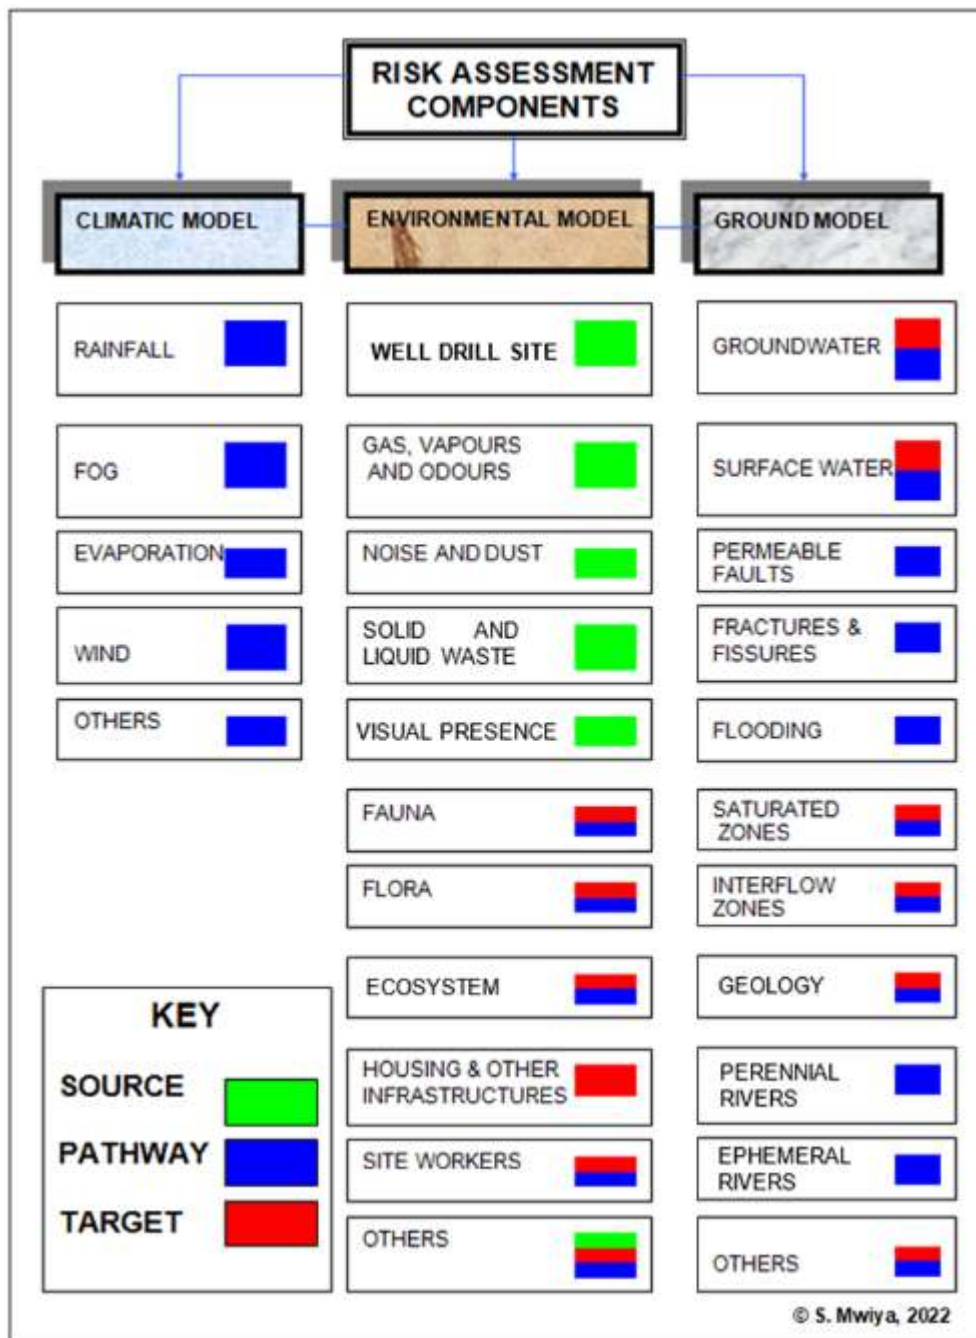 RISK ASSESSMENT
COMPONENTS
CLIMATIC MODEL
ENVIRONMENTAL MODEL
GROUND MODEL
RAINFALL
FOG
EVAPORATION
WIND
OTHERS
WELL DRILL SITE
GAS, VAPOURS
AND ODOURS
NOISE AND DUST
SOLID AND
LIQUID WASTE
VISUAL PRESENCE
FAUNA
FLORA
ECOSYSTEM
HOUSING & OTHER
INFRASTRUCTURES
SITE WORKERS
OTHERS
GROUNDWATER
SURFACE WATER
PERMEABLE
FAULTS
FRACTURES &
FISSURES
FLOODING
SATURATED
ZONES
INTERFLOW
ZONES
GEOLOGY
PERENNIAL
RIVERS
EPHEMERAL
RIVERS
OTHERS
KEY
SOURCE
PATHWAY
TARGET
© S. Mwiya, 2022